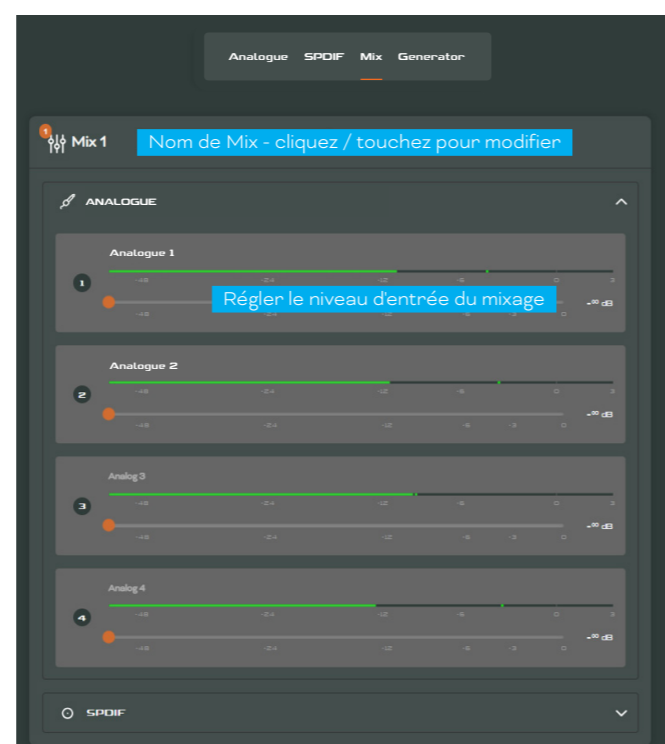 Analogue SPDIF Mix Generator
1
Mix 1 Nom de Mix - cliquez / touchez pour modifier
ANALOGUE
Analogue 1
1
-48 -24 -12 -6 0 3
Régler le niveau d'entrée du mixage
-∞ dB
-48 -24 -12 -6 -3 0
Analogue 2
2
-48 -24 -12 -6 0 3
-∞ dB
-48 -24 -12 -6 -3 0
Analog 3
3
-48 -24 -12 -6 0 3
-∞ dB
-48 -24 -12 -6 -3 0
Analog 4
4
-48 -24 -12 -6 0 3
-∞ dB
-48 -24 -12 -6 -3 0
SPDIF